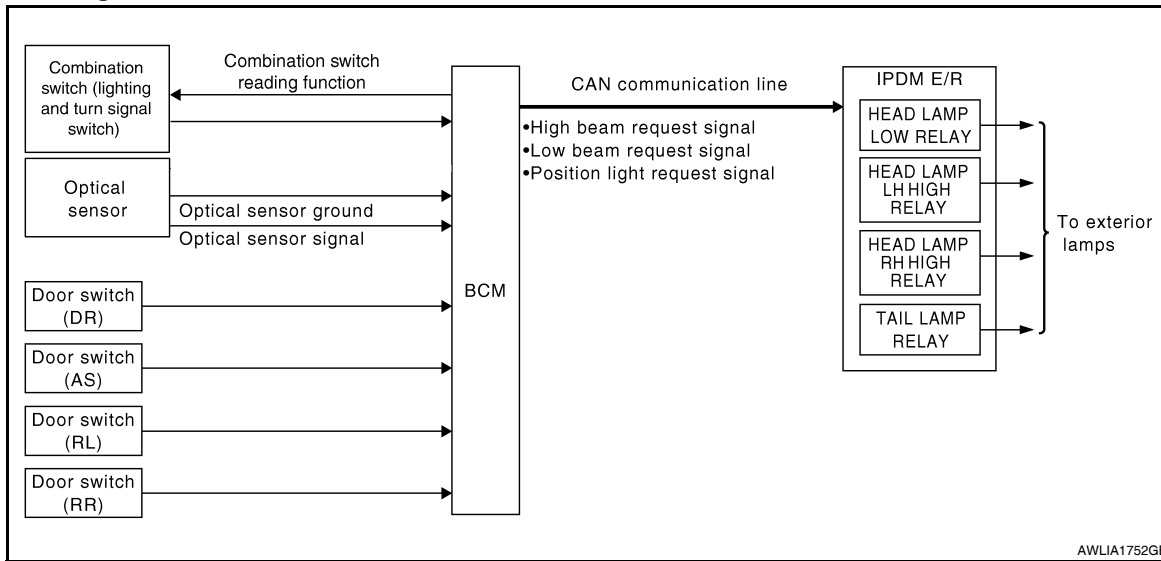 Combination
switch (lighting
and turn signal
switch)
Combination switch
reading function
Optical
sensor
Optical sensor ground
Optical sensor signal
Door switch
(DR)
Door switch
(AS)
Door switch
(RL)
Door switch
(RR)
BCM
CAN communication line
•High beam request signal
•Low beam request signal
•Position light request signal
IPDM E/R
HEAD LAMP
LOW RELAY
HEAD LAMP
LH HIGH
RELAY
HEAD LAMP
RH HIGH
RELAY
TAIL LAMP
RELAY
To exterior
lamps